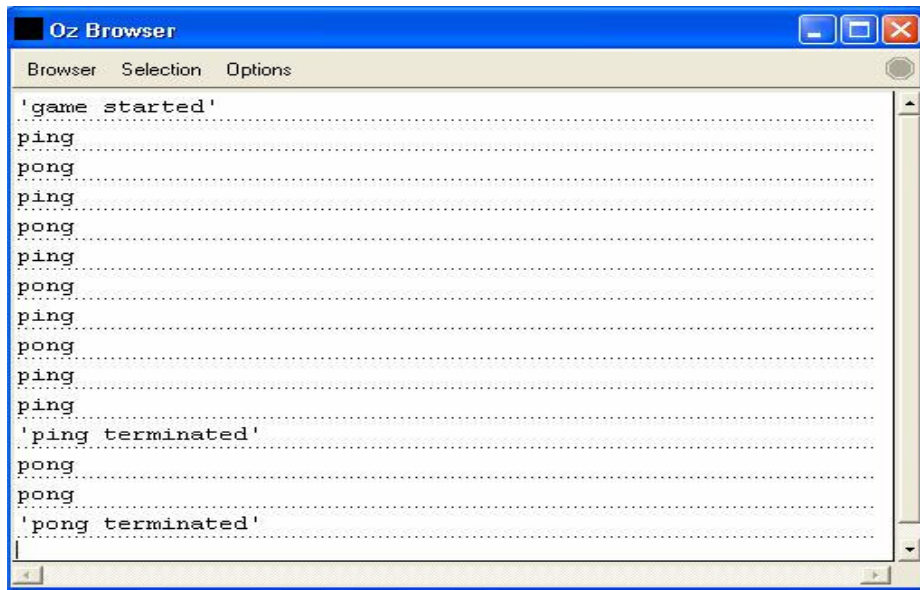 Oz Browser
Browser Selection Options
'game started'
ping
pong
ping
pong
ping
pong
ping
pong
ping
ping
'ping terminated'
pong
pong
'pong terminated'